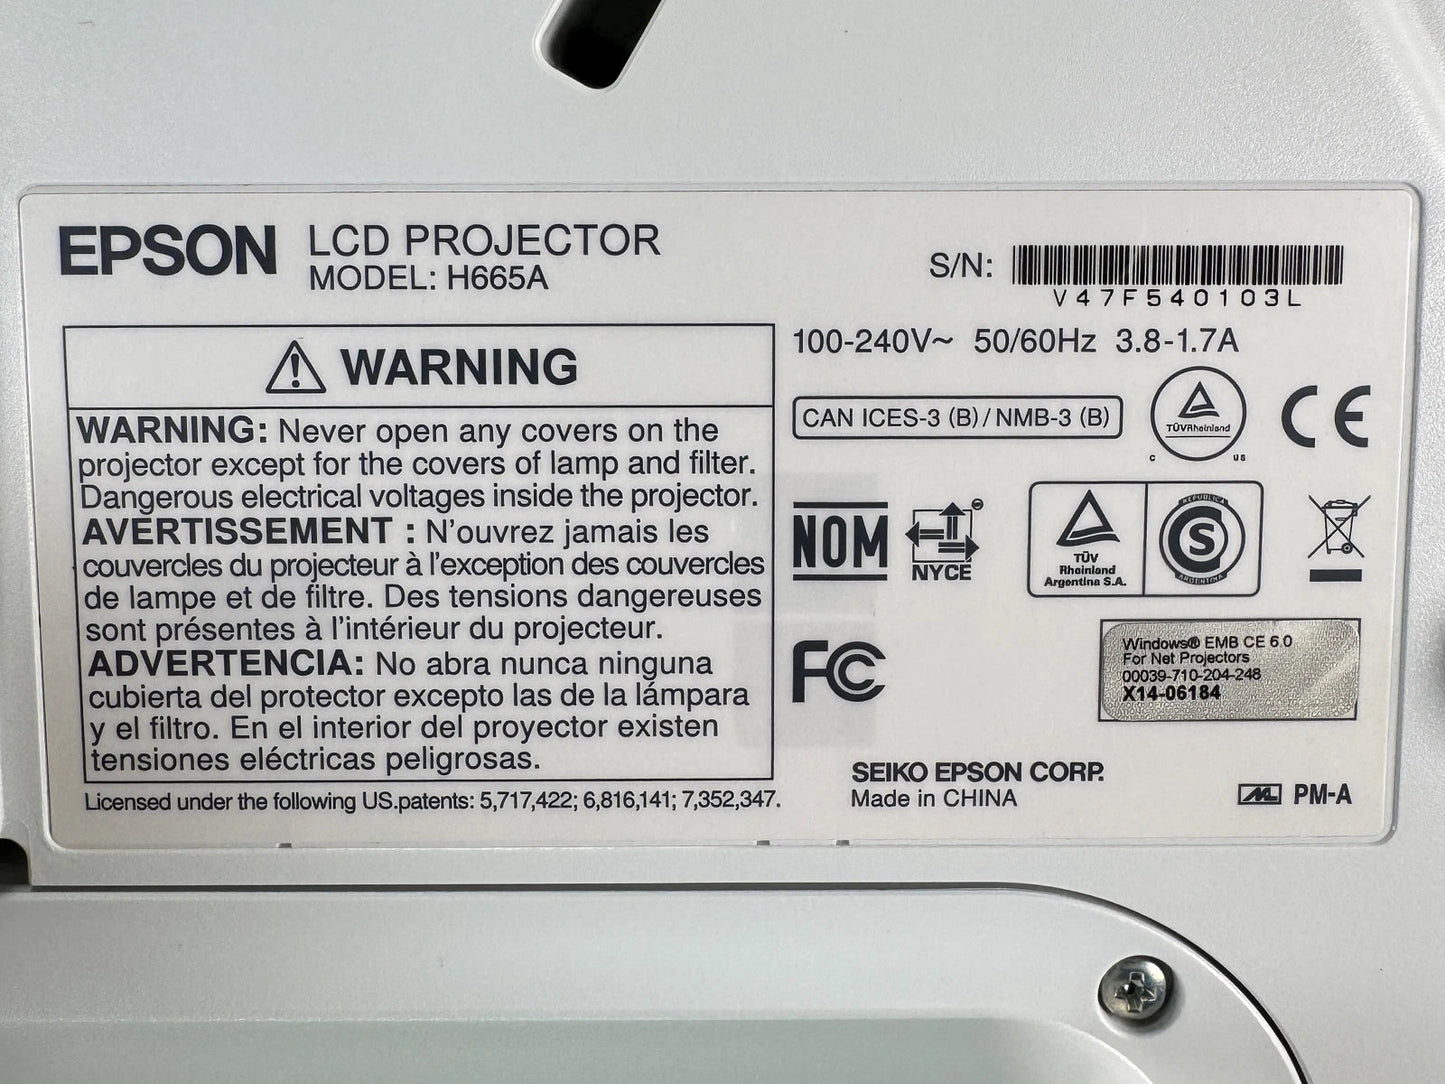 EPSON LCD PROJECTOR
MODEL: H665A
S/N:
V47F540103L
100-240V~ 50/60Hz 3.8-1.7A
WARNING
WARNING: Never open any covers on the
projector except for the covers of lamp and filter.
Dangerous electrical voltages inside the projector.
AVERTISSEMENT : N'ouvrez jamais les
couvercles du projecteur à l'exception des couvercles
de lampe et de filtre. Des tensions dangereuses
sont présentes à l'intérieur du projecteur.
ADVERTENCIA: No abra nunca ninguna
cubierta del protector excepto las de la lámpara
y el filtro. En el interior del proyector existen
tensiones eléctricas peligrosas.
Licensed under the following US.patents: 5,717,422; 6,816,141; 7,352,347.
CAN ICES-3 (B) / NMB-3 (B)
TÜVRheinland
C US
CE
NOM
NYCE
TÜV
Rheinland
Argentina S.A.
REPUBLICA
S
ARGENTINA
FC
Windows® EMB CE 6.0
For Net Projectors
00039-710-204-248
X14-06184
SEIKO EPSON CORP.
Made in CHINA
PM-A